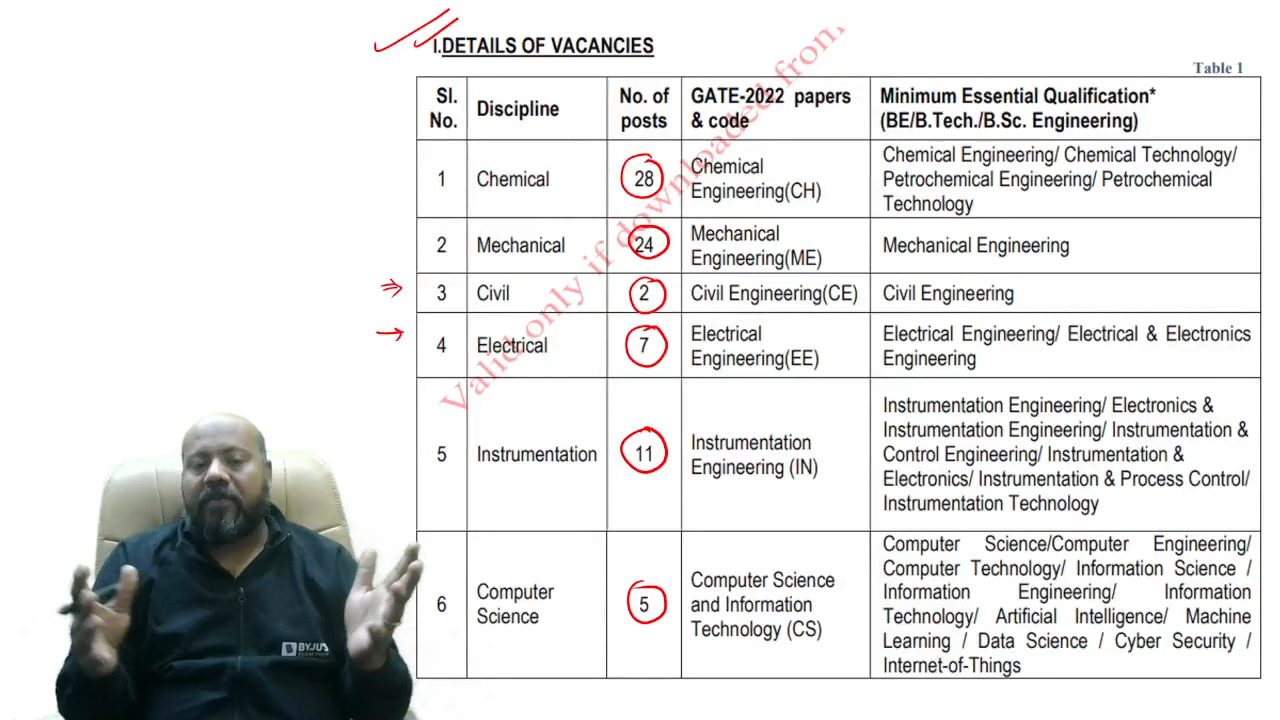 I.DETAILS OF VACANCIES
Table 1
Sl. No. Discipline No. of posts GATE-2022 papers & code Minimum Essential Qualification* (BE/B.Tech./B.Sc. Engineering)
1 Chemical 28 Chemical Engineering(CH) Chemical Engineering/ Chemical Technology/ Petrochemical Engineering/ Petrochemical Technology
2 Mechanical 24 Mechanical Engineering(ME) Mechanical Engineering
3 Civil 2 Civil Engineering(CE) Civil Engineering
4 Electrical 7 Electrical Engineering(EE) Electrical Engineering/ Electrical & Electronics Engineering
5 Instrumentation 11 Instrumentation Engineering (IN) Instrumentation Engineering/ Electronics & Instrumentation Engineering/ Instrumentation & Control Engineering/ Instrumentation & Electronics/ Instrumentation & Process Control/ Instrumentation Technology
6 Computer Science 5 Computer Science and Information Technology (CS) Computer Science/Computer Engineering/ Computer Technology/ Information Science / Information Engineering/ Information Technology/ Artificial Intelligence/ Machine Learning / Data Science / Cyber Security / Internet-of-Things
Valid only if downloaded from
BYJU'S